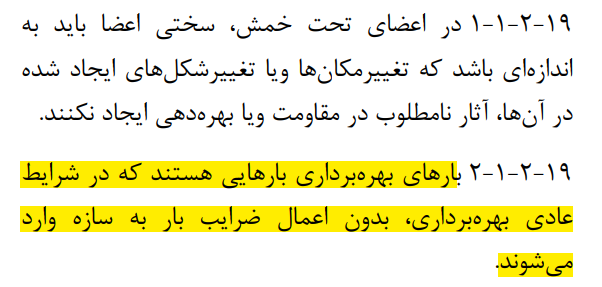 ۱۹-۲-۱-۱ در اعضای تحت خمش، سختی اعضا باید به
اندازه‌ای باشد که تغییرمکان‌ها ویا تغییرشکل‌های ایجاد شده
در آن‌ها، آثار نامطلوب در مقاومت ویا بهره‌دهی ایجاد نکنند.
۱۹-۲-۱-۲ بارهای بهره‌برداری بارهایی هستند که در شرایط
عادی بهره‌برداری، بدون اعمال ضرایب بار به سازه وارد
می‌شوند.